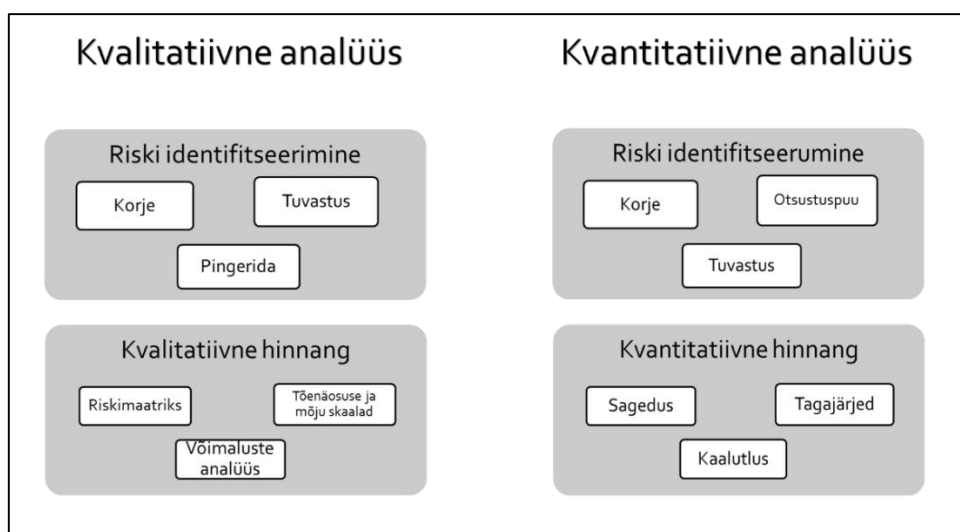 Kvalitatiivne analüüs
Riski identifitseerimine
Korje
Tuvastus
Pingerida
Kvalitatiivne hinnang
Riskimaatriks
Tõenäosuse ja
mõju skaalad
Võimaluste
analüüs
Kvantitatiivne analüüs
Riski identifitseerumine
Korje
Otsustuspuu
Tuvastus
Kvantitatiivne hinnang
Sagedus
Tagajärjed
Kaalutlus